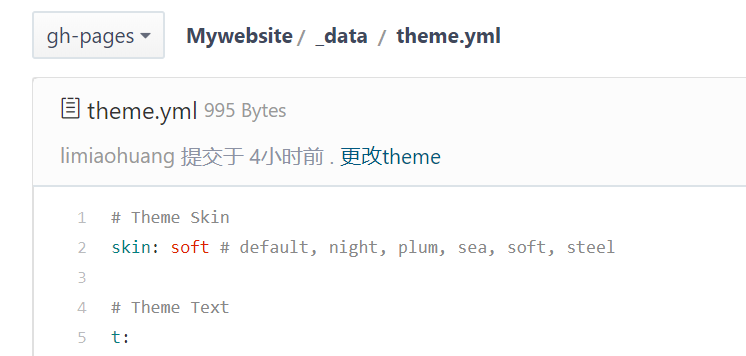 gh-pages Mywebsite / _data / theme.yml
theme.yml 995 Bytes
limiaohuang 提交于 4小时前 . 更改theme
1 # Theme Skin
2 skin: soft # default, night, plum, sea, soft, steel
3
4 # Theme Text
5 t: